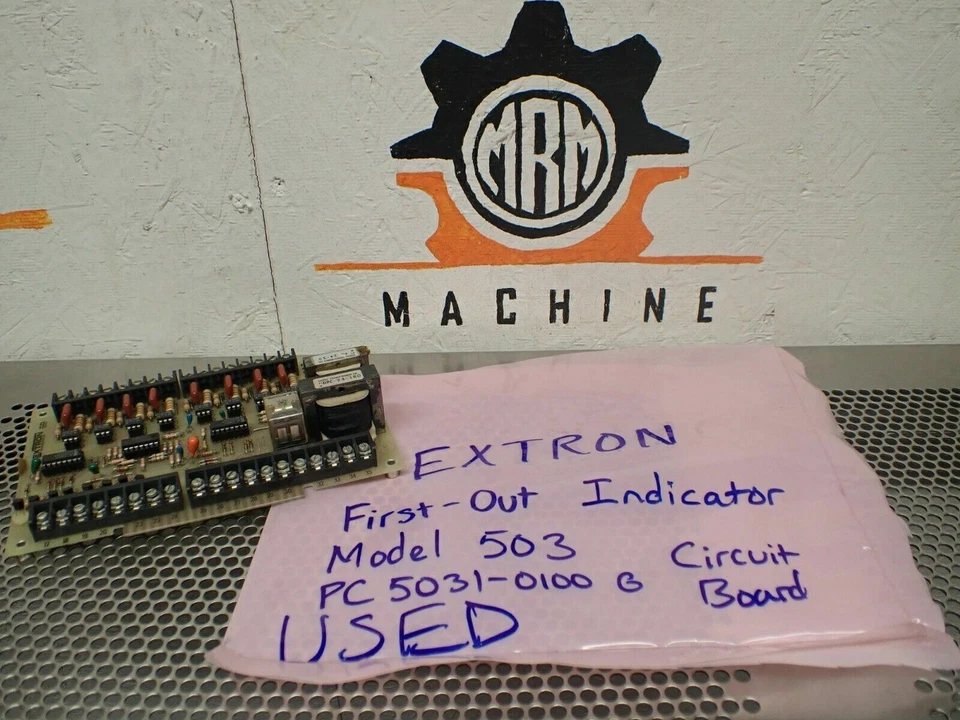 MRM
MACHINE
EXTRON
First-Out Indicator
Model 503 Circuit
PC 5031-0100 B Board
USED